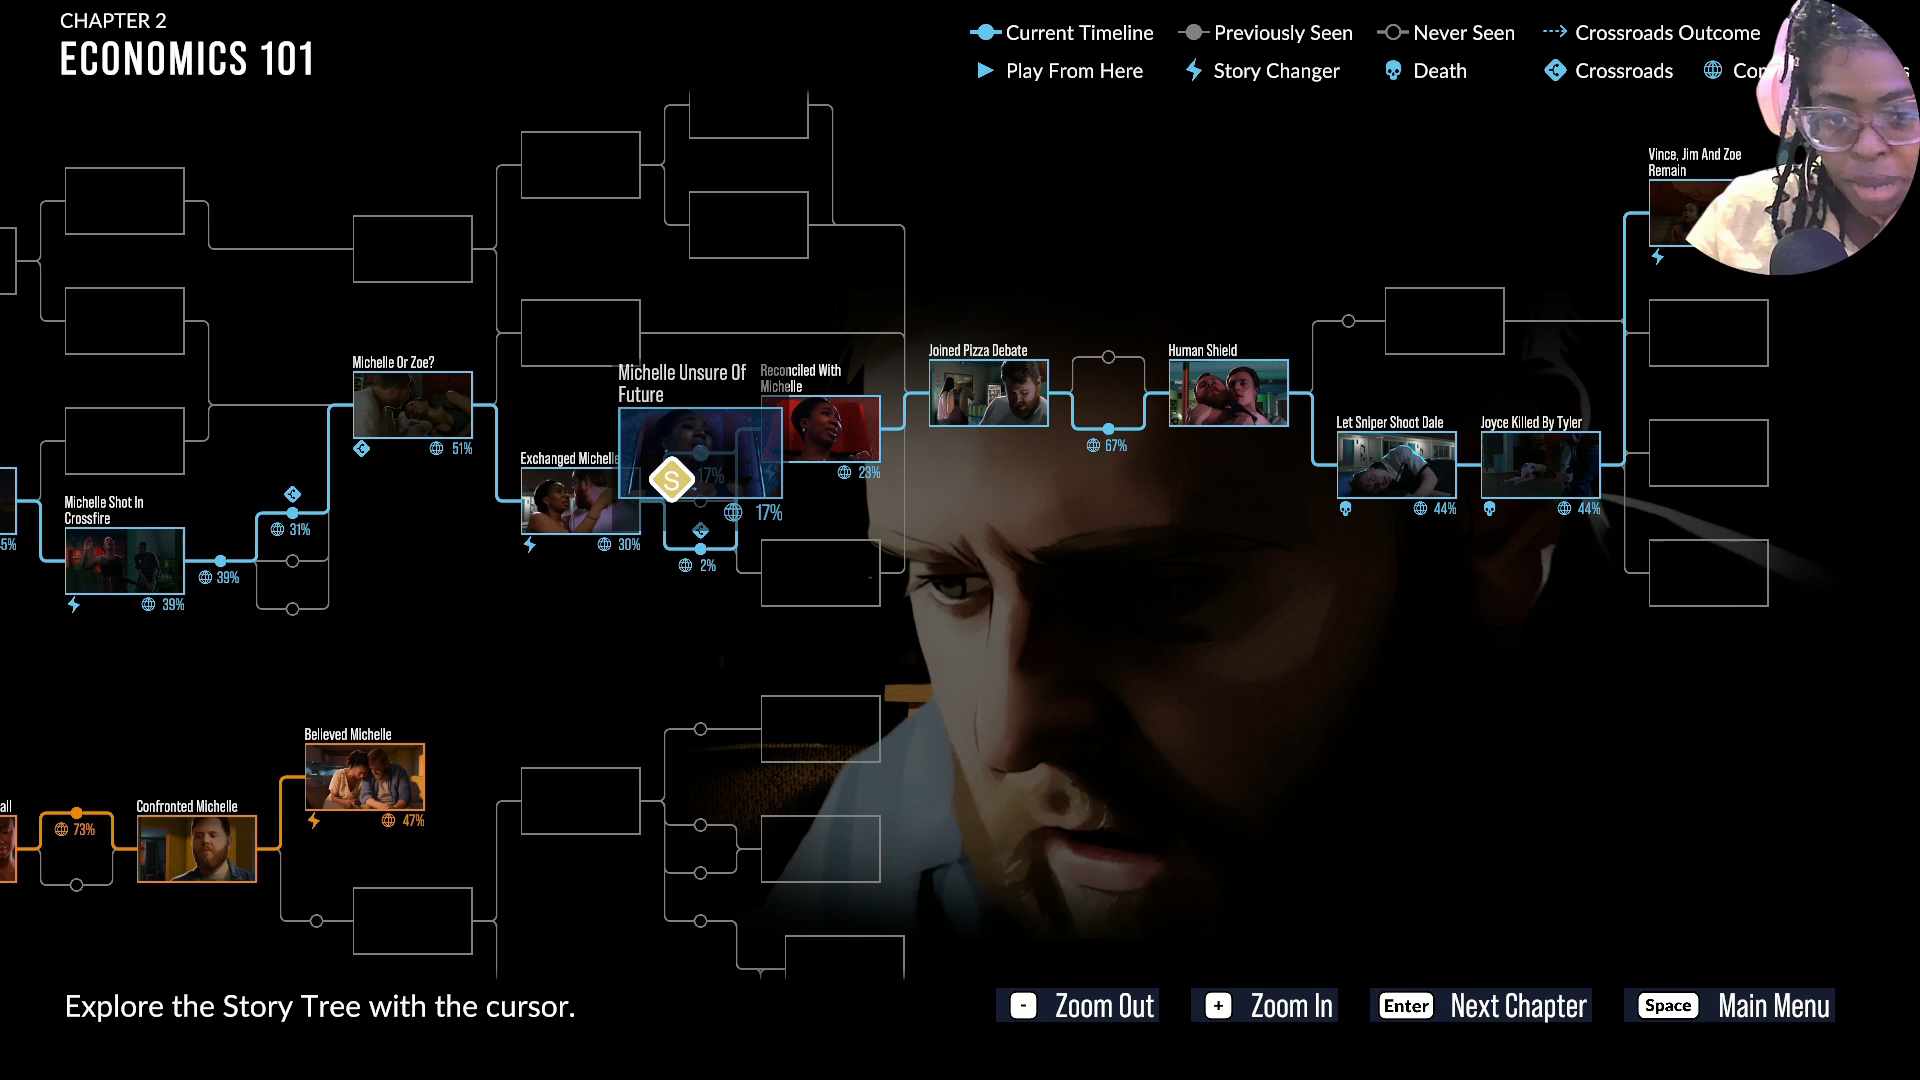 CHAPTER 2
ECONOMICS 101
Current Timeline
Previously Seen
Never Seen
Crossroads Outcome
Play From Here
Story Changer
Death
Crossroads
Vince, Jim And Zoe
Remain
Joined Pizza Debate
Human Shield
Michelle Or Zoe?
Michelle Unsure Of
Future
Reconciled With
Michelle
51%
67%
Let Sniper Shoot Dale
Joyce Killed By Tyler
Exchanged
17%
23%
Michelle Shot In
Crossfire
31%
17%
44%
44%
5%
30%
2%
39%
39%
Believed Michelle
Confronted Michelle
47%
73%
Explore the Story Tree with the cursor.
- Zoom Out
+ Zoom In
Enter Next Chapter
Space Main Menu
S